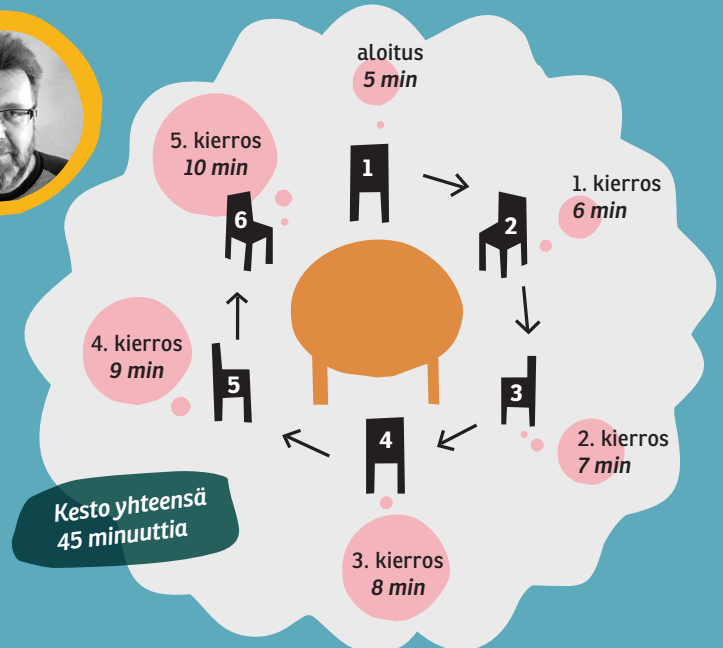 aloitus
5 min
1
1. kierros
6 min
2
3
2. kierros
7 min
4
3. kierros
8 min
5
4. kierros
9 min
6
5. kierros
10 min
Kesto yhteensä
45 minuuttia